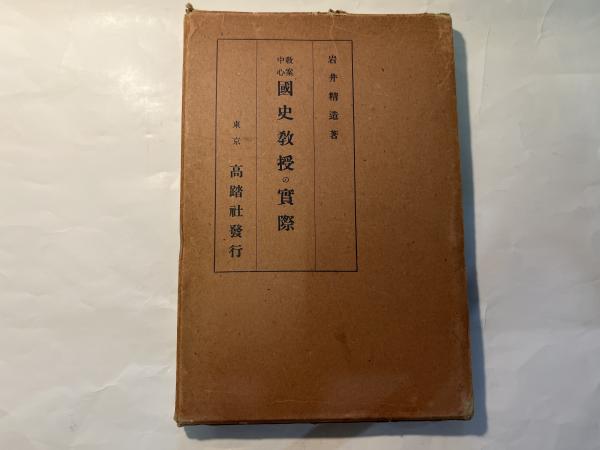 岩井精造著
教案中心
國史教授の實際
東京 高踏社發行